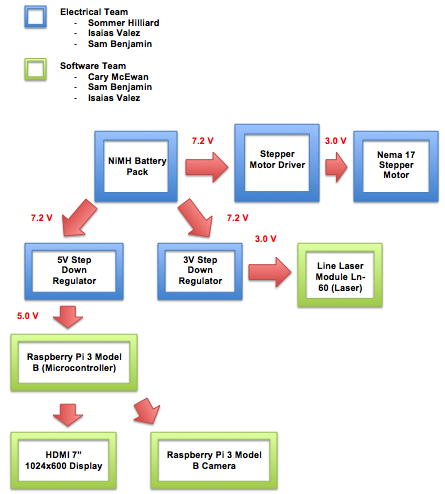 Electrical Team
- Sommer Hilliard
- Isaias Valez
- Sam Benjamin
Software Team
- Cary McEwan
- Sam Benjamin
- Isaias Valez
NiMH Battery
Pack
7.2 V
Stepper
Motor Driver
3.0 V
Nema 17
Stepper
Motor
7.2 V
7.2 V
5V Step
Down
Regulator
3V Step
Down
Regulator
3.0 V
Line Laser
Module Ln-
60 (Laser)
5.0 V
Raspberry Pi 3 Model
B (Microcontroller)
HDMI 7"
1024x600 Display
Raspberry Pi 3 Model
B Camera